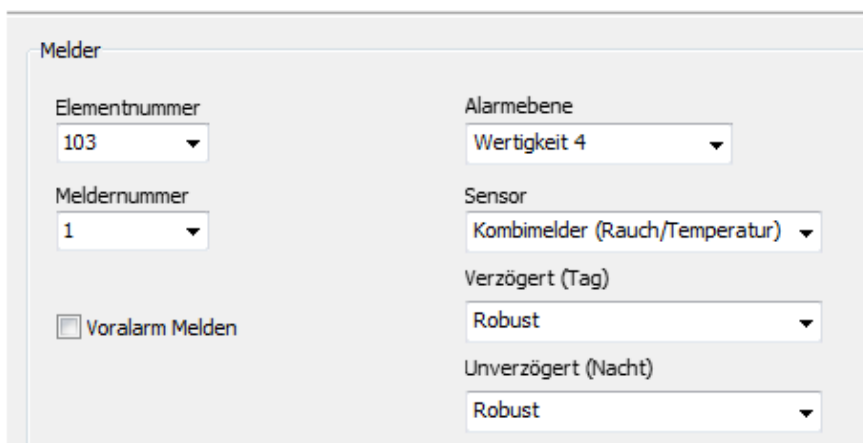 Melder
Elementnummer
103
Meldernummer
1
Voralarm Melden
Alarmebene
Wertigkeit 4
Sensor
Kombimelder (Rauch/Temperatur)
Verzögert (Tag)
Robust
Unverzögert (Nacht)
Robust